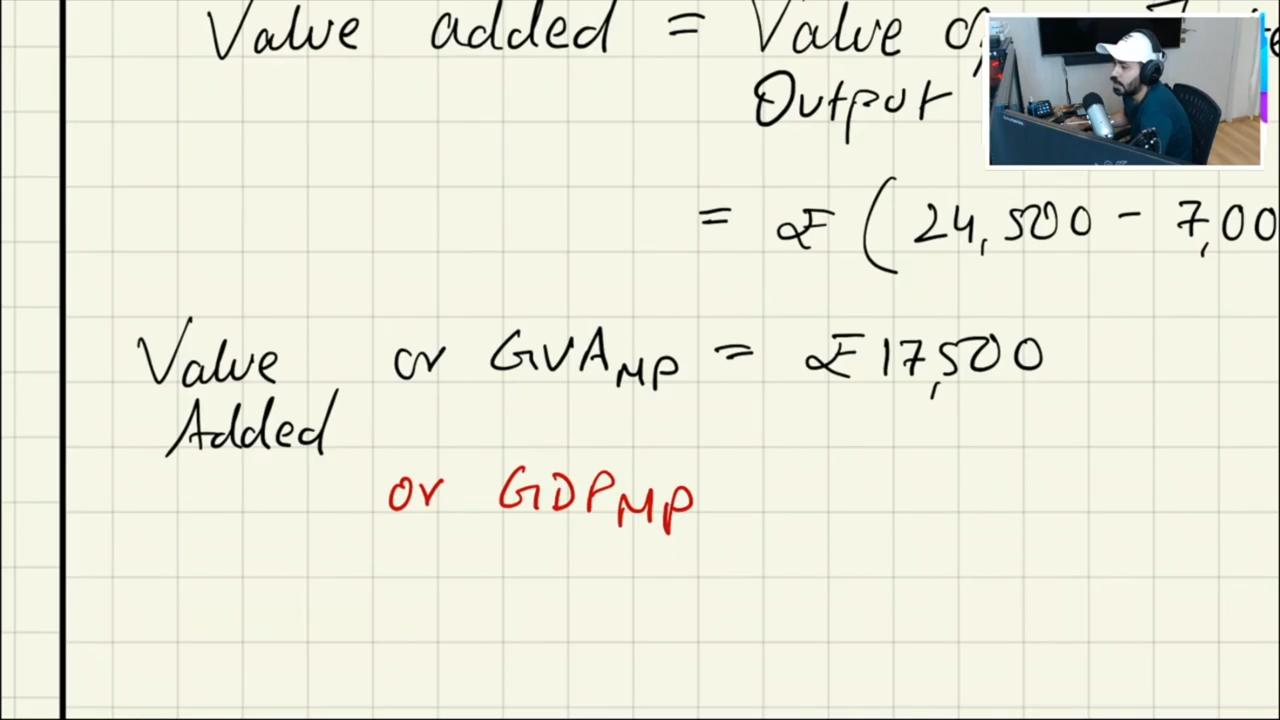 Value added = Value of
Output
= ₹ ( 24,500 - 7,00
Value or GVAMP = ₹ 17,500
Added
or GDPMP